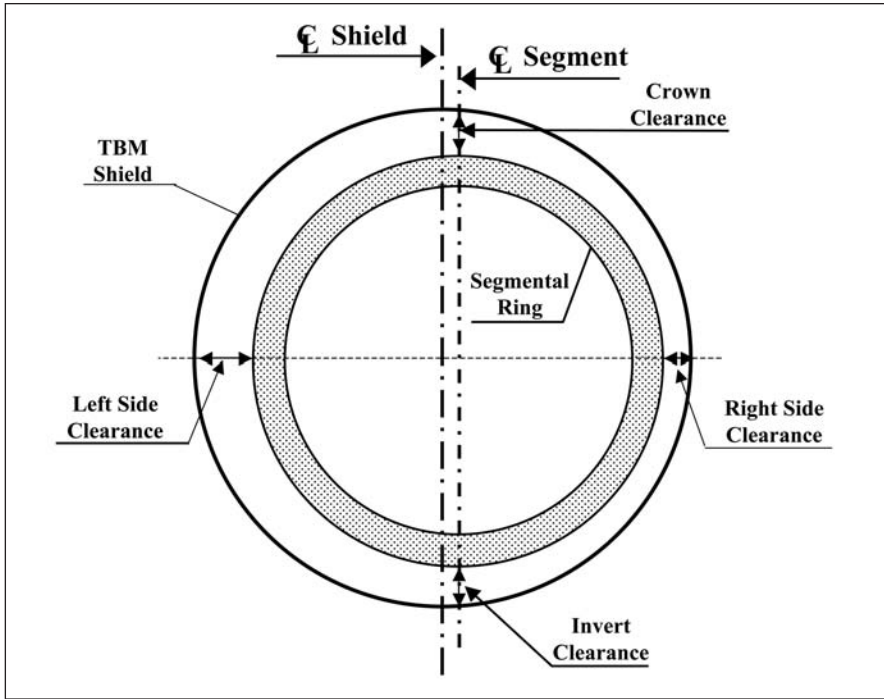 ℄ Shield
℄ Segment
Crown
Clearance
TBM
Shield
Segmental
Ring
Left Side
Clearance
Right Side
Clearance
Invert
Clearance